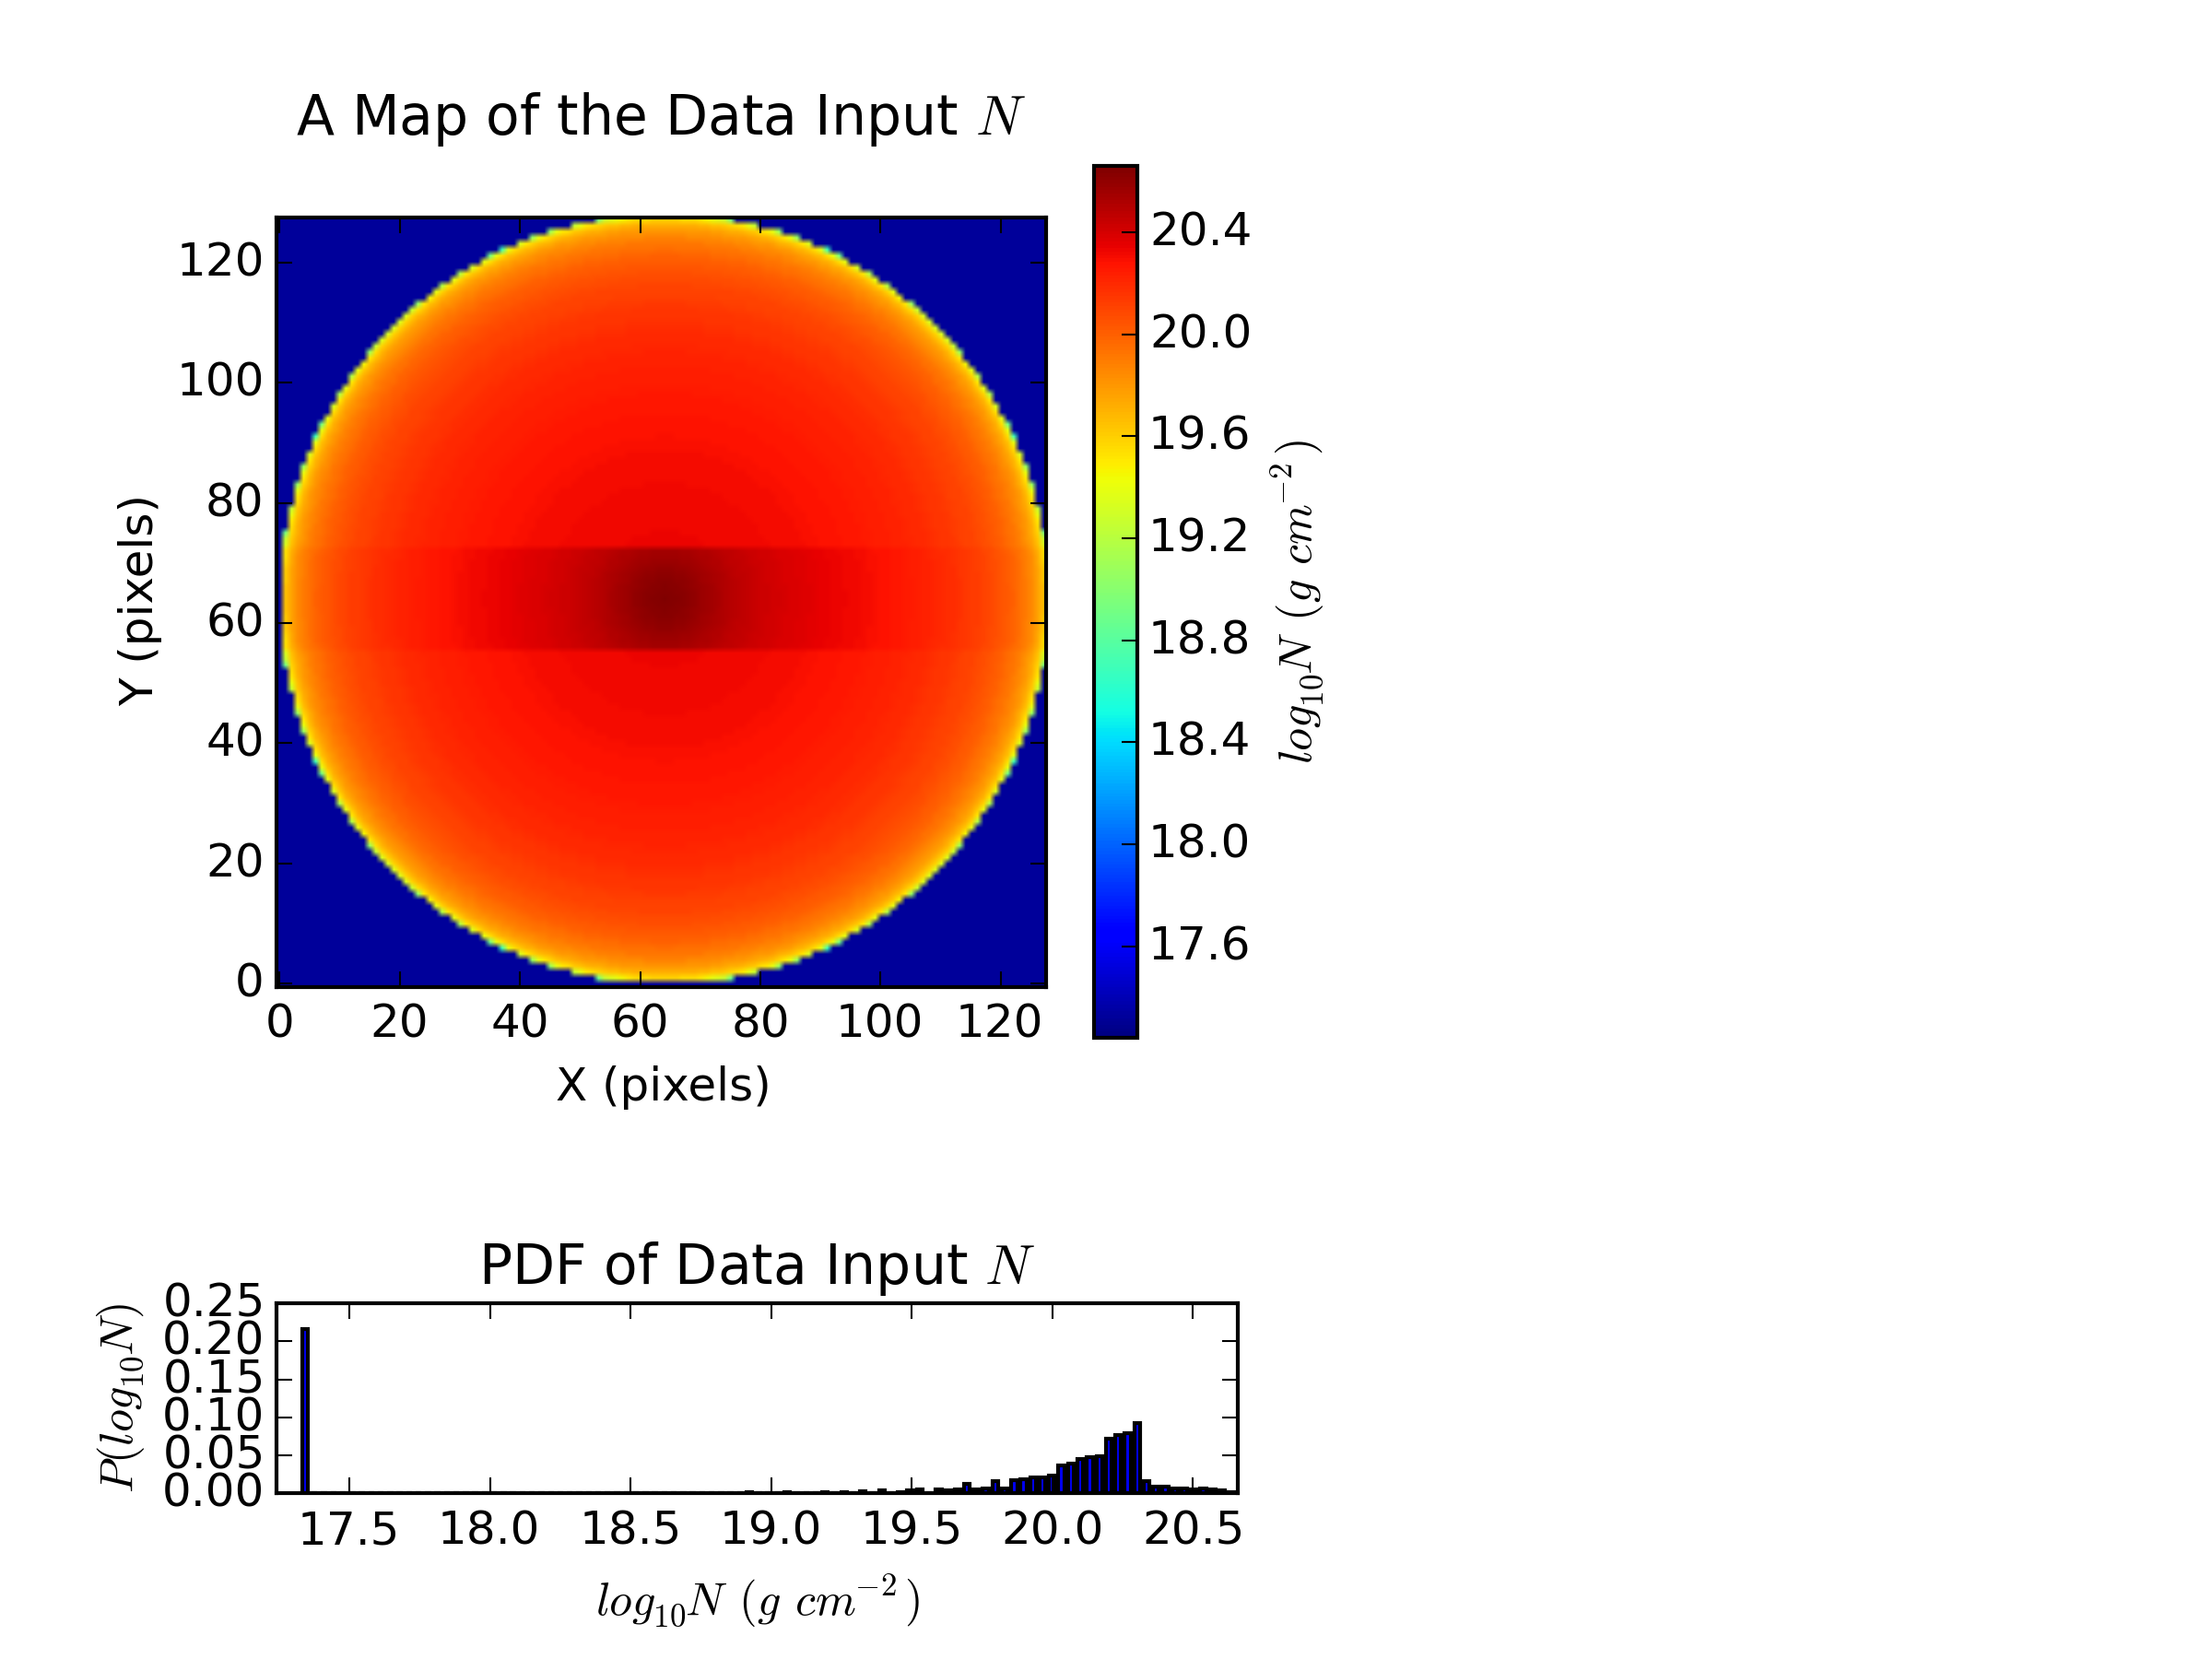 A Map of the Data Input N
120
100
80
60
40
20
0
Y (pixels)
0 20 40 60 80 100 120
X (pixels)
20.4
20.0
19.6
19.2
18.8
18.4
18.0
17.6
log₁₀N (g cm⁻²)
PDF of Data Input N
0.25
0.20
0.15
0.10
0.05
0.00
P(log₁₀N)
17.5 18.0 18.5 19.0 19.5 20.0 20.5
log₁₀N (g cm⁻²)